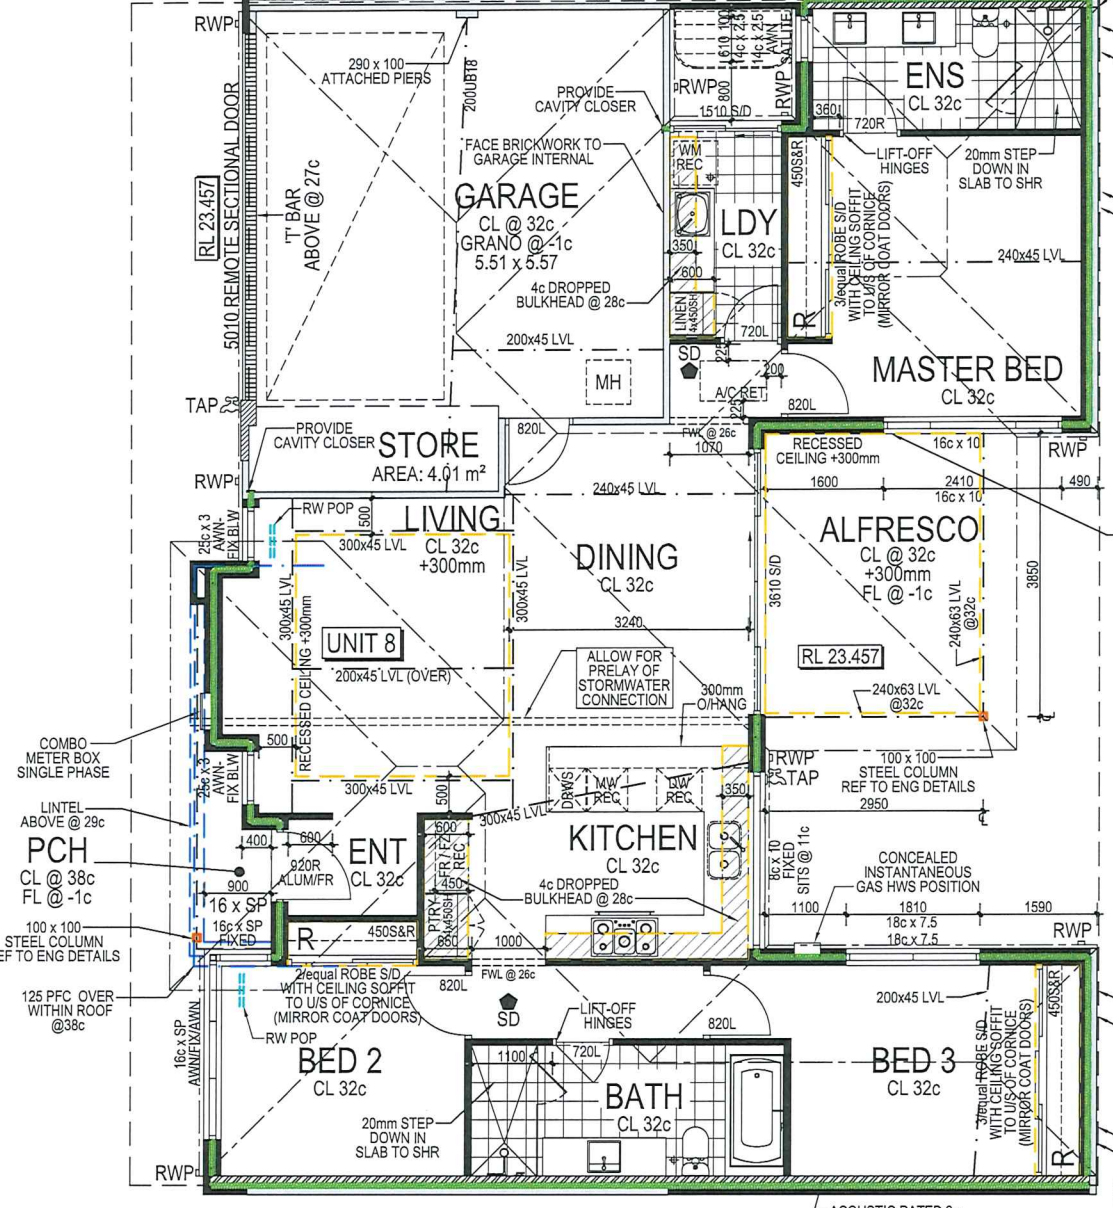 RWP
290 x 100
ATTACHED PIERS
200UB18
5010 REMOTE SECTIONAL DOOR
RL 23.457
'T' BAR
ABOVE @ 27c
PROVIDE
CAVITY CLOSER
FACE BRICKWORK TO
GARAGE INTERNAL
GARAGE
CL @ 32c
GRANO @ -1c
5.51 x 5.57
4c DROPPED
BULKHEAD @ 28c
200x45 LVL
MH
610 100
14c x 2.5
14c x 2.5
AWN
SATLITE
RWP
800
RWP
1510 S/D
WM
REC
LDY
CL 32c
350
600
LINEN
4x450SH
720L
SD
225
200
A/C RET
225
820L
ENS
CL 32c
360
720R
LIFT-OFF
HINGES
20mm STEP
DOWN IN
SLAB TO SHR
450S&R
3/equal ROBE S/D
WITH CEILING SOFFIT
TO U/S OF CORNICE
(MIRROR COAT DOORS)
R
240x45 LVL
MASTER BED
CL 32c
TAP
PROVIDE
CAVITY CLOSER
STORE
AREA: 4.01 m²
820L
RWP
FWL @ 26c
1070
RECESSED
CEILING +300mm
16c x 10
RWP
1600
2410
490
16c x 10
25c x 3
AWN-
FIX BLW
RW POP
500
300x45 LVL
LIVING
CL 32c
+300mm
240x45 LVL
DINING
CL 32c
ALFRESCO
CL @ 32c
+300mm
FL @ -1c
3850
3610 S/D
240x63 LVL
@32c
300x45 LVL
RECESSED CEILING +300mm
300x45 LVL
3240
UNIT 8
200x45 LVL (OVER)
ALLOW FOR
PRELAY OF
STORMWATER
CONNECTION
RL 23.457
240x63 LVL
@32c
300mm
O/HANG
500
COMBO
METER BOX
SINGLE PHASE
25c x 3
AWN-
FIX BLW
300x45 LVL
500
300x45 LVL
DRWS
MW
REC
DW
REC
350
RWP
TAP
100 x 100
STEEL COLUMN
REF TO ENG DETAILS
2950
LINTEL
ABOVE @ 29c
PCH
CL @ 38c
FL @ -1c
400
600
920R
ALUM/FR
ENT
CL 32c
600
FR / FZ
REC
450
KITCHEN
CL 32c
4c DROPPED
BULKHEAD @ 28c
8c x 10
FIXED
SITS @ 11c
CONCEALED
INSTANTANEOUS
GAS HWS POSITION
900
16 x SP
16c x SP
FIXED
100 x 100
STEEL COLUMN
REF TO ENG DETAILS
R
450S&R
PTRY
4x450SH
850
1000
1100
1810
1590
18c x 7.5
18c x 7.5
RWP
125 PFC OVER
WITHIN ROOF
@38c
2/equal ROBE S/D
WITH CEILING SOFFIT
TO U/S OF CORNICE
(MIRROR COAT DOORS)
820L
FWL @ 26c
SD
LIFT-OFF
HINGES
820L
200x45 LVL
450S&R
3/equal ROBE S/D
WITH CEILING SOFFIT
TO U/S OF CORNICE
(MIRROR COAT DOORS)
R
RW POP
16c x SP
AWN/FIX/AWN
BED 2
CL 32c
1100
720L
BATH
CL 32c
BED 3
CL 32c
20mm STEP
DOWN IN
SLAB TO SHR
RWP